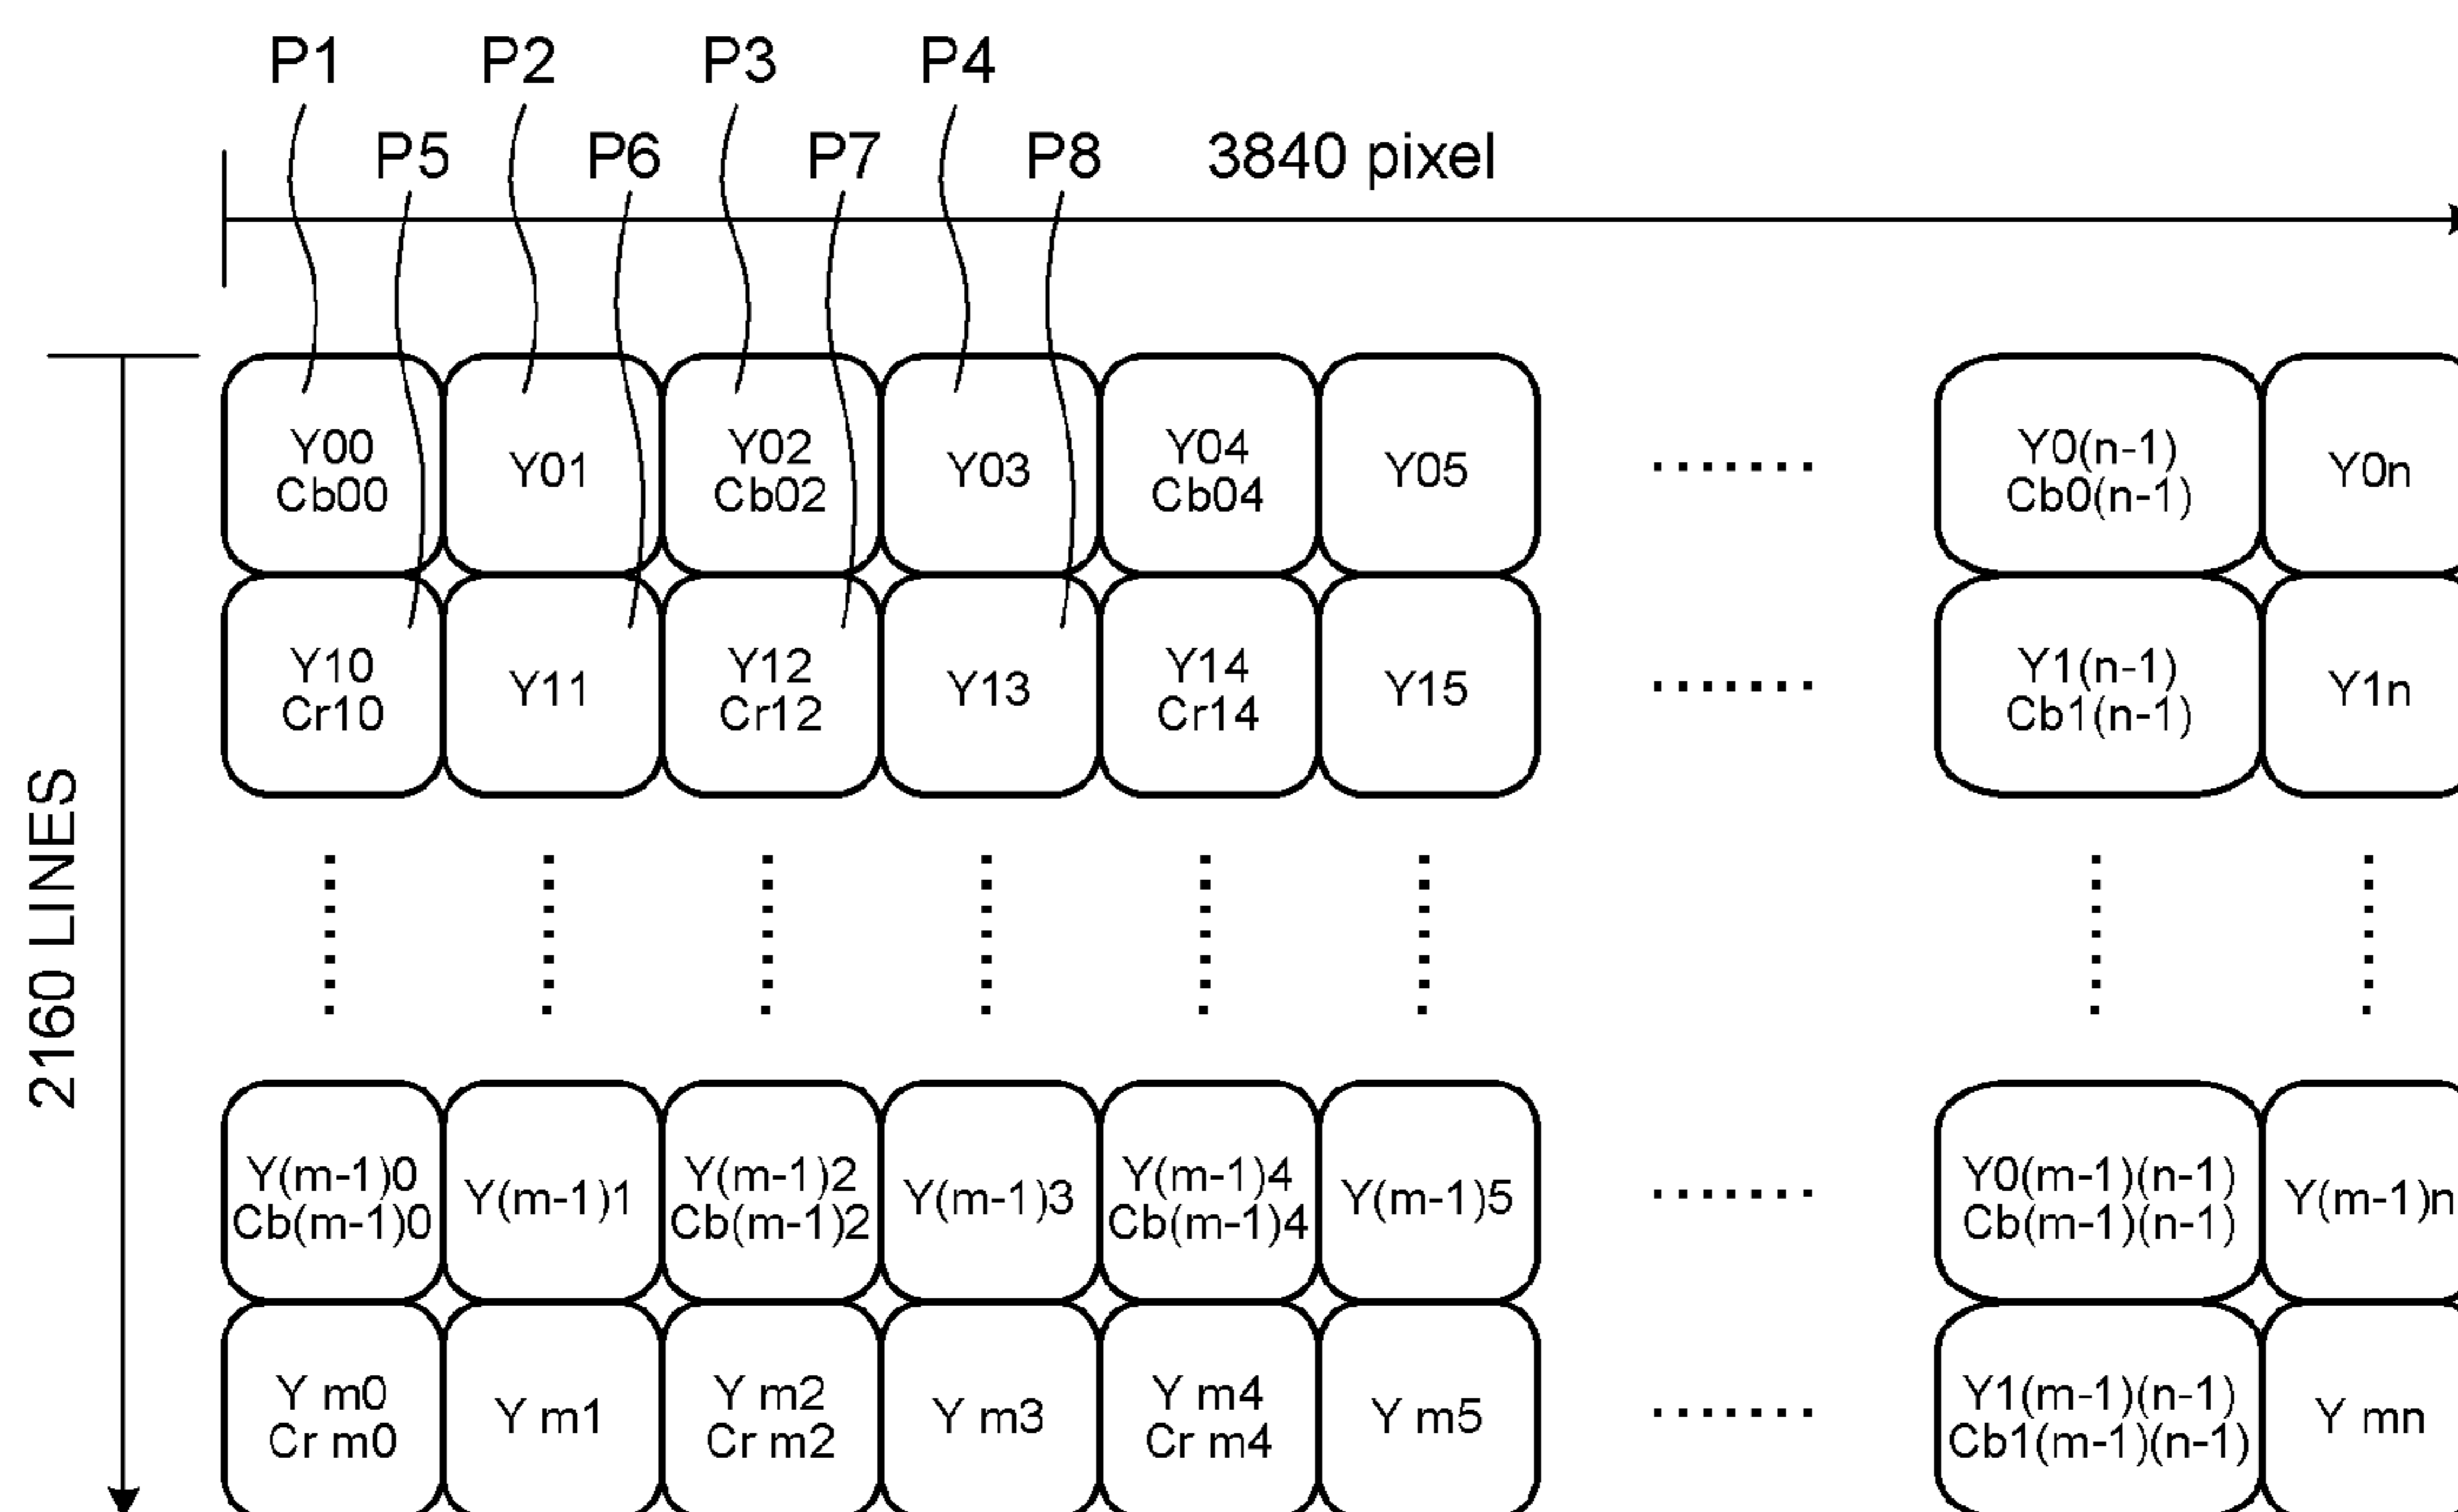 P1 P2 P3 P4
P5 P6 P7 P8 3840 pixel
2160 LINES
Y00 Y01 Y02 Y03 Y04 Y05 Y0(n-1) Y0n
Cb00 Cb02 Cb04 Cb0(n-1)
Y10 Y11 Y12 Y13 Y14 Y15 Y1(n-1) Y1n
Cr10 Cr12 Cr14 Cb1(n-1)
Y(m-1)0 Y(m-1)1 Y(m-1)2 Y(m-1)3 Y(m-1)4 Y(m-1)5 Y0(m-1)(n-1) Y(m-1)n
Cb(m-1)0 Cb(m-1)2 Cb(m-1)4 Cb(m-1)(n-1)
Y m0 Y m1 Y m2 Y m3 Y m4 Y m5 Y1(m-1)(n-1) Y mn
Cr m0 Cr m2 Cr m4 Cb1(m-1)(n-1)